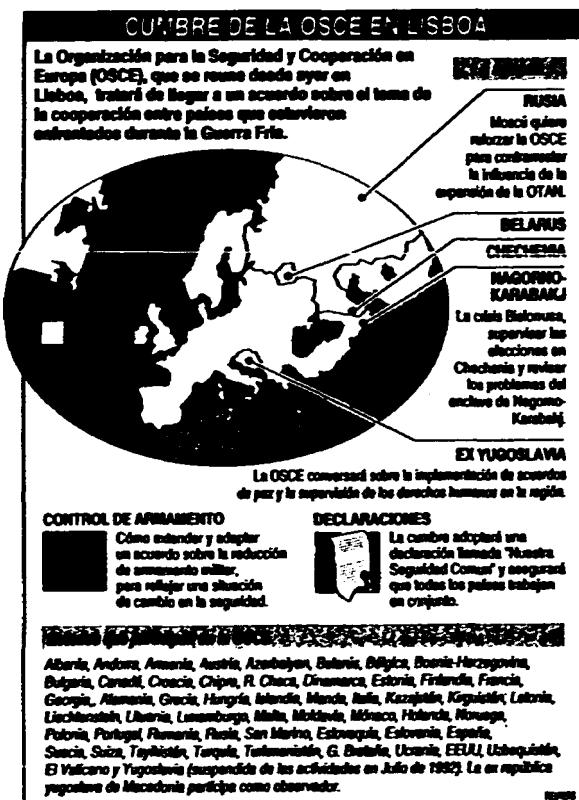 CUMBRE DE LA OSCE EN LISBOA
La Organización para la Seguridad y Cooperación en
Europa (OSCE), que se reune desde ayer en
Lisboa, tratará de llegar a un acuerdo sobre el tema de
la cooperación entre países que estuvieron
enfrentados durante la Guerra Fría.
RUSIA
Moscú quiere
reforzar la OSCE
para contrarrestar
la influencia de la
expansión de la OTAN.
BELARUS
CHECHENIA
NAGORNO-
KARABAKJ
La crisis Bielorrusa,
supervisar las
elecciones en
Chechenia y revisar
los problemas del
enclave de Nagorno-
Karabakj.
EX YUGOSLAVIA
La OSCE conversará sobre la implementación de acuerdos
de paz y la supervisión de los derechos humanos en la región.
CONTROL DE ARMAMENTO
Cómo extender y adaptar
un acuerdo sobre la reducción
de armamento militar,
para reflejar una situación
de cambio en la seguridad.
DECLARACIONES
La cumbre adoptará una
declaración llamada "Nuestra
Seguridad Comun" y asegurará
que todos los países trabajen
en conjunto.
que de la
Albania, Andorra, Armenia, Austria, Azerbaiyan, Belarús, Bélgica, Bosnia-Herzegovina,
Bulgaria, Canadá, Croacia, Chipre, R. Checa, Dinamarca, Estonia, Finlandia, Francia,
Georgia,, Alemania, Grecia, Hungría, Islandia, Irlanda, Italia, Kazajstán, Kirguistán, Letonia,
Liechtenstein, Lituania, Luxemburgo, Malta, Moldavia, Mónaco, Holanda, Noruega,
Polonia, Portugal, Rumania, Rusia, San Marino, Eslovaquia, Eslovenia, España,
Suecia, Suiza, Tayikistán, Turquía, Turkmenistán, G. Bretaña, Ucrania, EEUU, Uzbequistán,
El Vaticano y Yugoslavia (suspendida de las actividades en Julio de 1992). La ex república
yugoslava de Macedonia participa como observador.